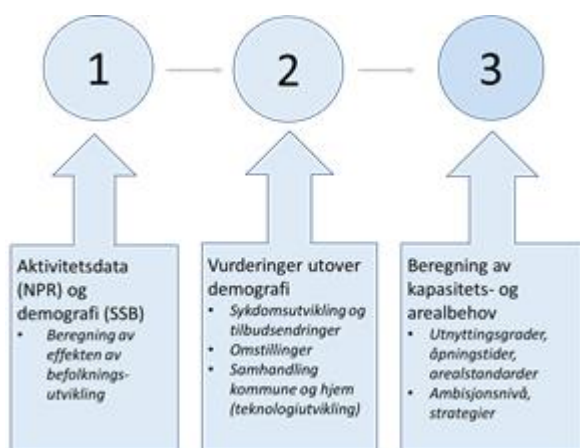 1
2
3
Aktivitetsdata
(NPR) og
demografi (SSB)
• Beregning av
effekten av
befolknings-
utvikling
Vurderinger utover
demografi
• Sykdomsutvikling og
tilbudsendringer
• Omstillinger
• Samhandling
kommune og hjem
(teknologiutvikling)
Beregning av
kapasitets- og
arealbehov
• Utnyttingsgrader,
åpningstider,
arealstandarder
• Ambisjonsnivå,
strategier